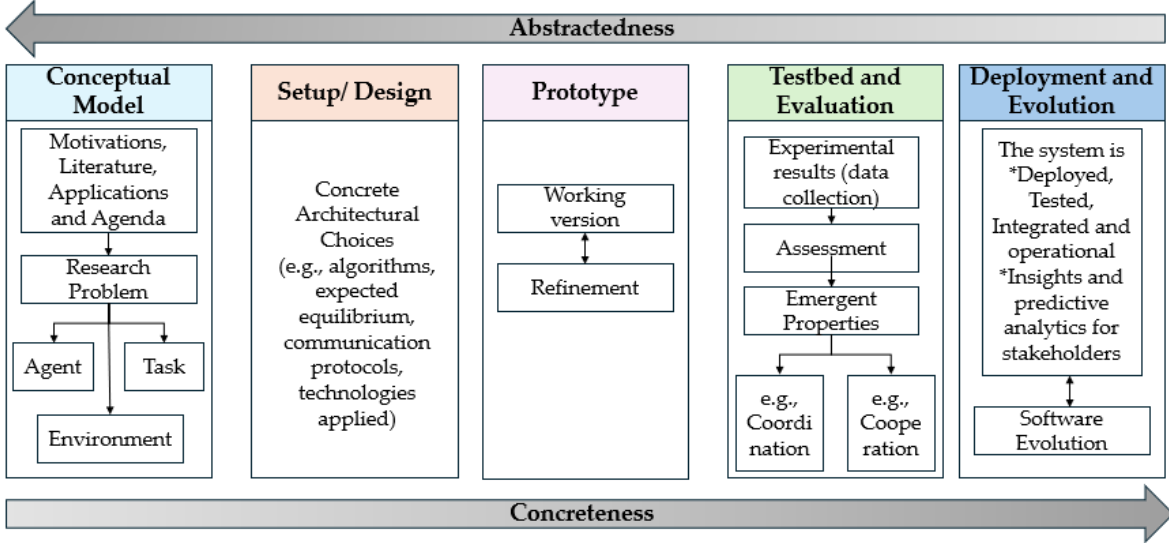 Abstractedness
Conceptual
Model
Motivations,
Literature,
Applications
and Agenda
Research
Problem
Agent
Task
Environment
Setup/ Design
Concrete
Architectural
Choices
(e.g., algorithms,
expected
equilibrium,
communication
protocols,
technologies
applied)
Prototype
Working
version
Refinement
Testbed and
Evaluation
Experimental
results (data
collection)
Assessment
Emergent
Properties
e.g.,
Coordi
nation
e.g.,
Coope
ration
Deployment and
Evolution
The system is
*Deployed,
Tested,
Integrated and
operational
*Insights and
predictive
analytics for
stakeholders
Software
Evolution
Concreteness